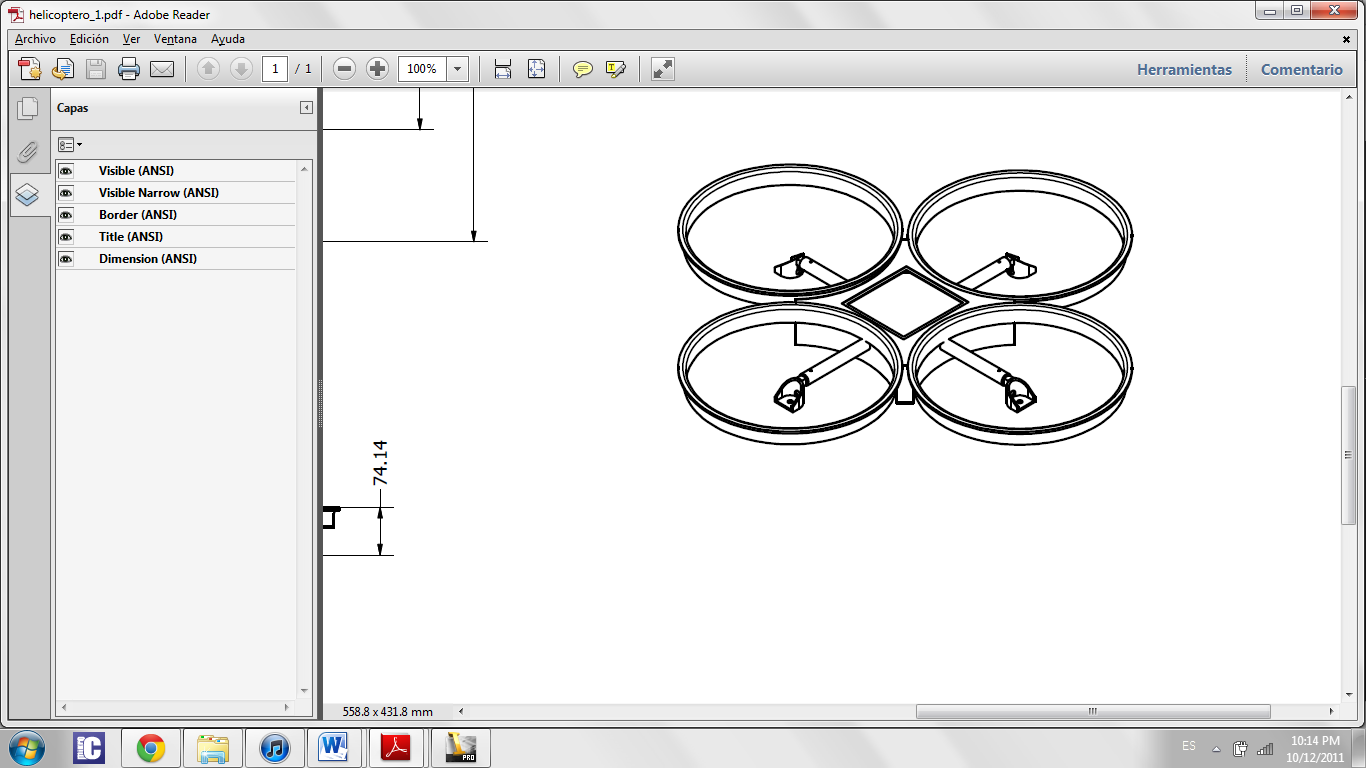 helicoptero_1.pdf - Adobe Reader
Archivo Edición Ver Ventana Ayuda
1 / 1 100% Herramientas Comentario
Capas
Visible (ANSI)
Visible Narrow (ANSI)
Border (ANSI)
Title (ANSI)
Dimension (ANSI)
74.14
558.8 x 431.8 mm
ES
10:14 PM
10/12/2011
PRO